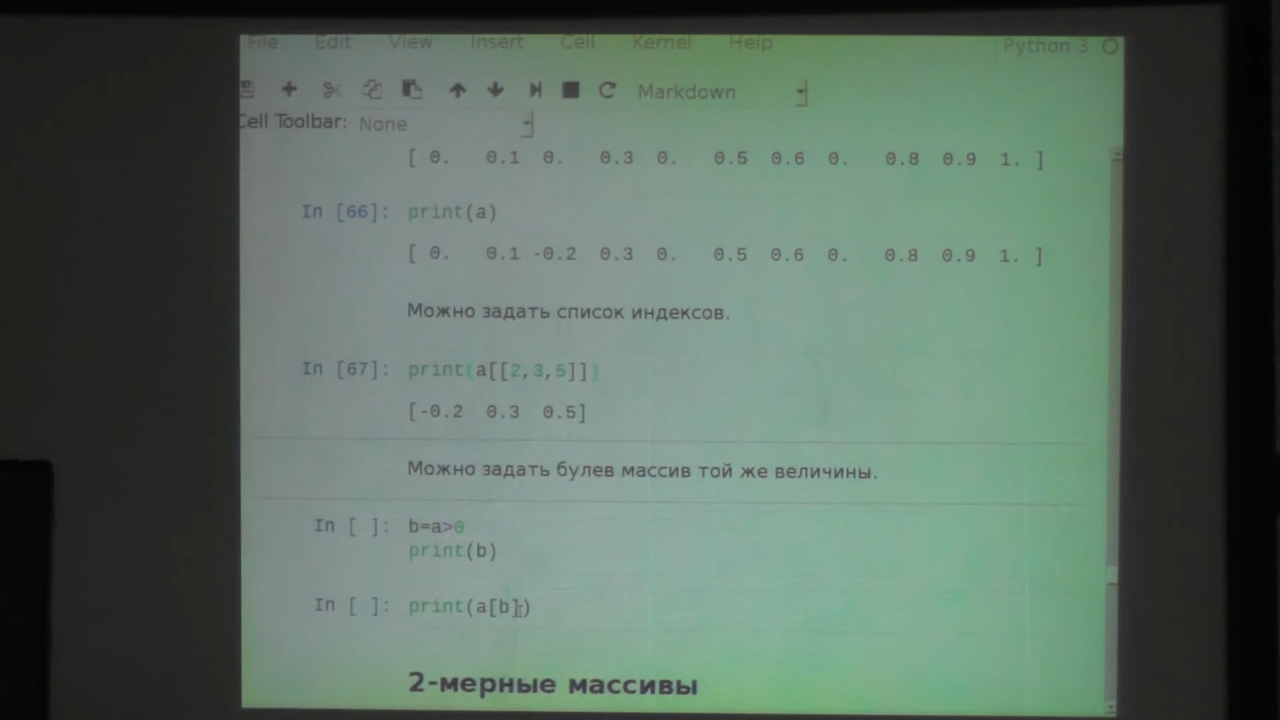 File Edit View Insert Cell Kernel Help Python 3
Markdown
Cell Toolbar: None
[ 0. 0.1 0. 0.3 0. 0.5 0.6 0. 0.8 0.9 1. ]
In [66]: print(a)
[ 0. 0.1 -0.2 0.3 0. 0.5 0.6 0. 0.8 0.9 1. ]
Можно задать список индексов.
In [67]: print(a[[2,3,5]])
[-0.2 0.3 0.5]
Можно задать булев массив той же величины.
In [ ]: b=a>0
print(b)
In [ ]: print(a[b])
2-мерные массивы